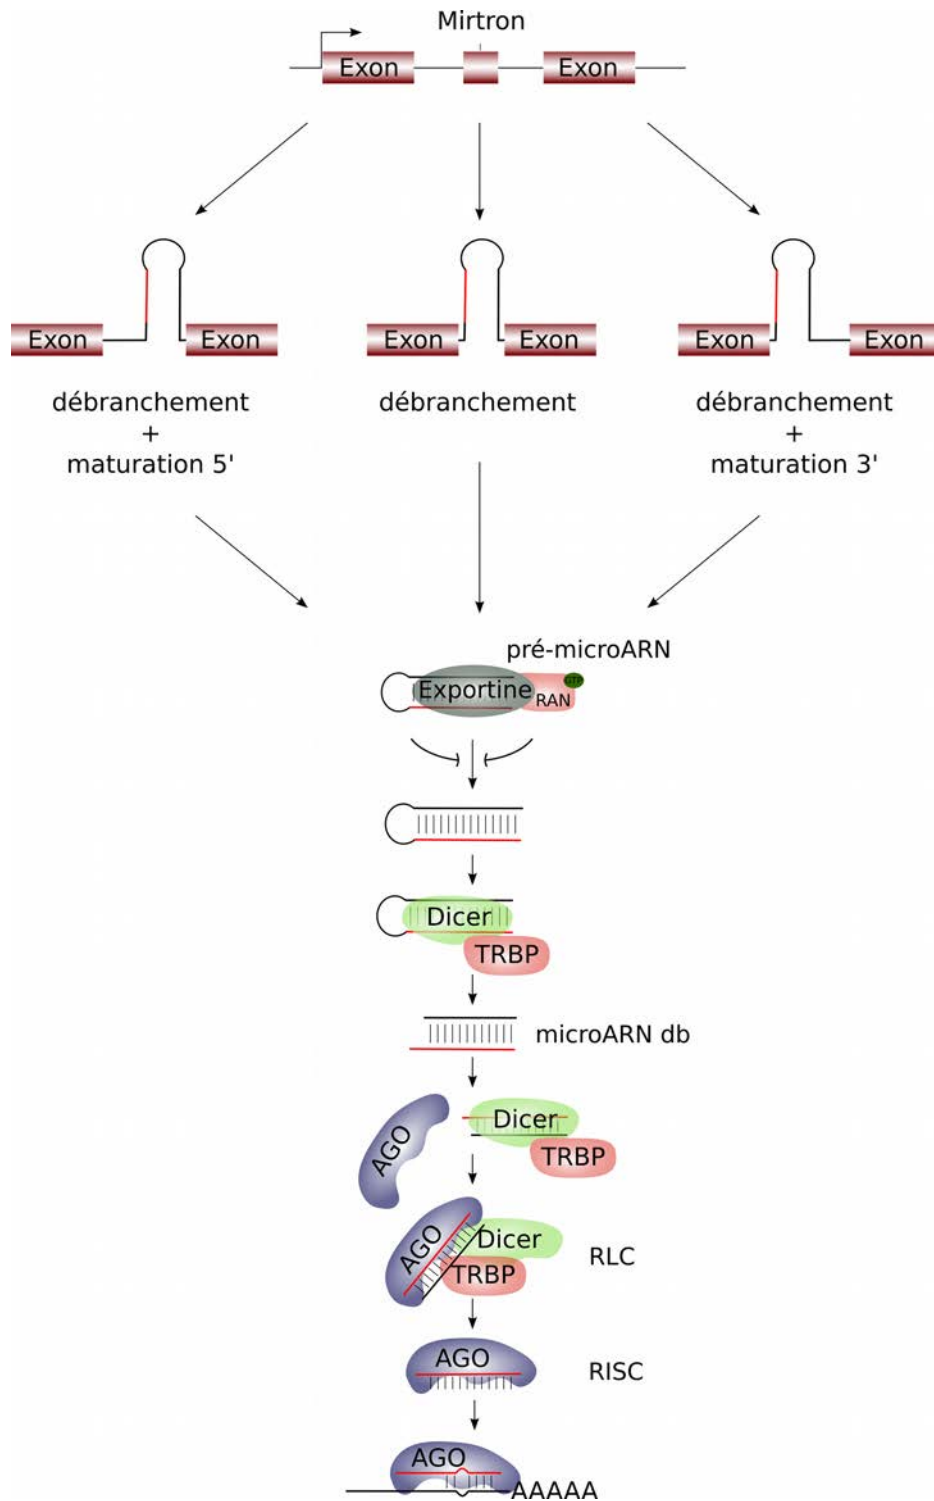 Mirtron
Exon Exon
Exon Exon Exon Exon Exon Exon
débranchement débranchement débranchement
+ +
maturation 5' maturation 3'
pré-microARN
GTP
Exportine RAN
Dicer
TRBP
microARN db
Dicer
AGO TRBP
AGO Dicer RLC
TRBP
AGO RISC
AGO
AAAAA